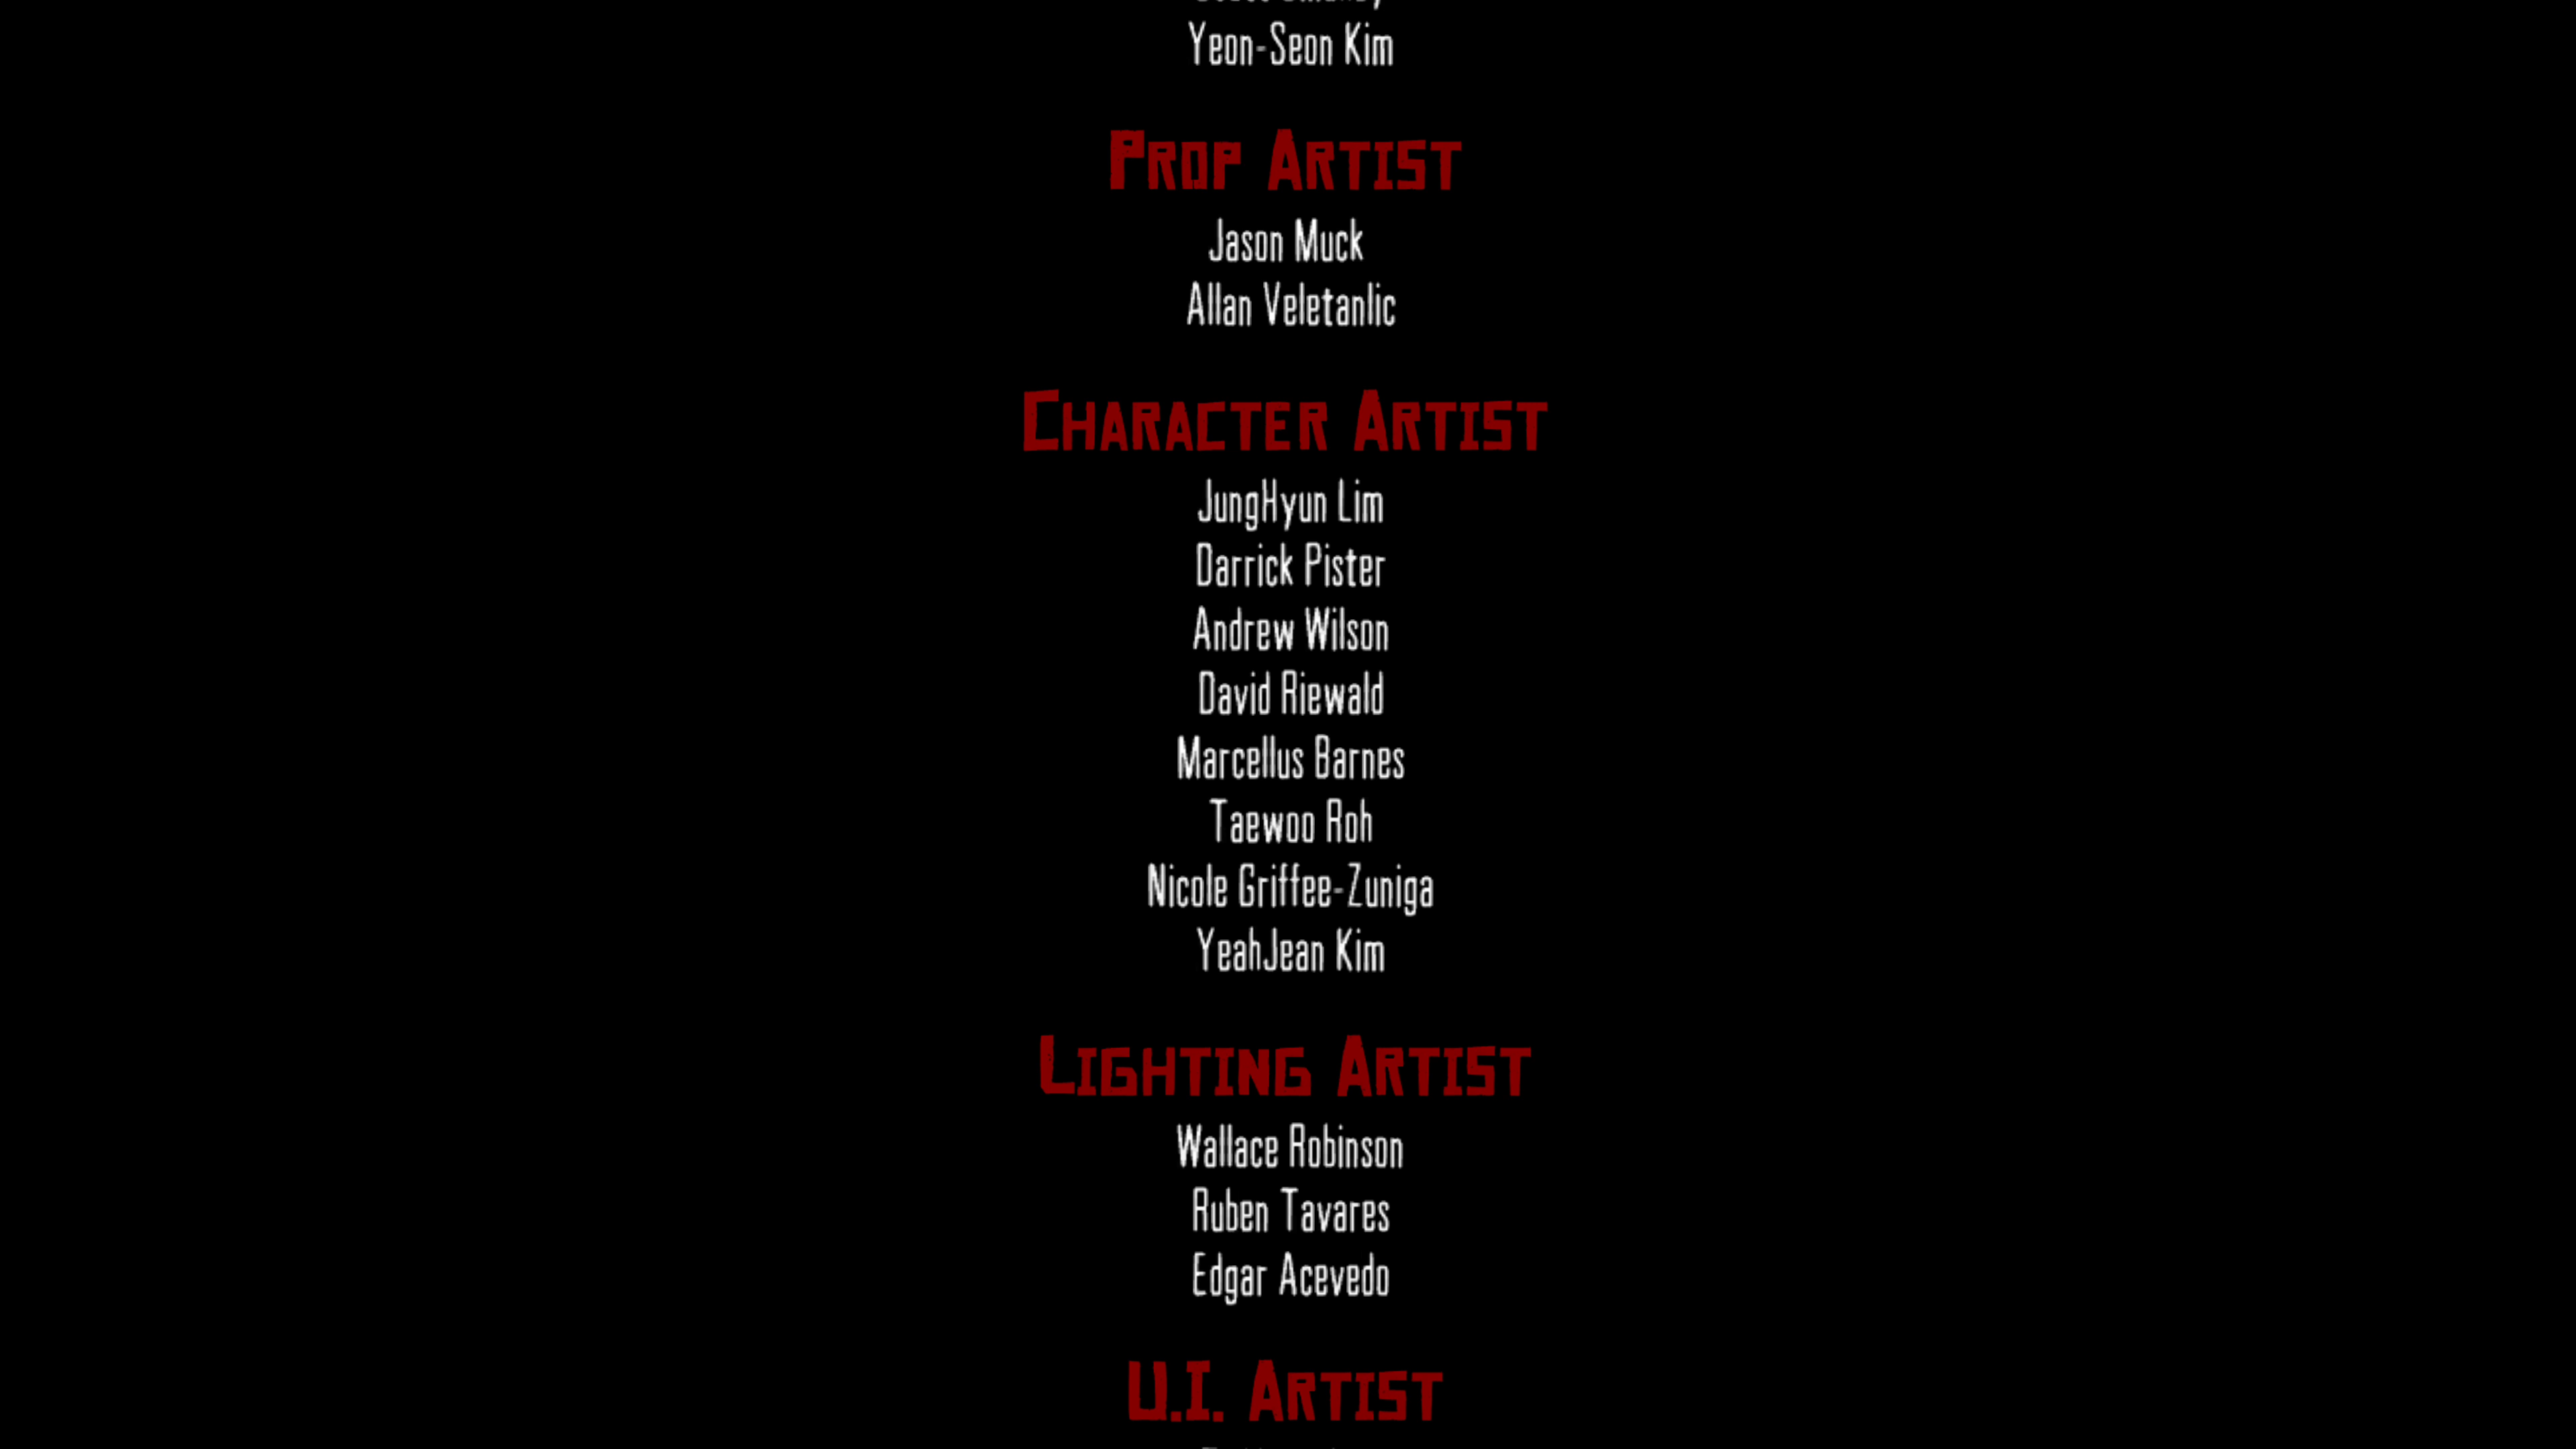 Yeon-Seon Kim
Prop Artist
Jason Muck
Allan Veletanlic
Character Artist
JungHyun Lim
Darrick Pister
Andrew Wilson
David Riewald
Marcellus Barnes
Taewoo Roh
Nicole Griffee-Zuniga
YeahJean Kim
Lighting Artist
Wallace Robinson
Ruben Tavares
Edgar Acevedo
U.I. Artist